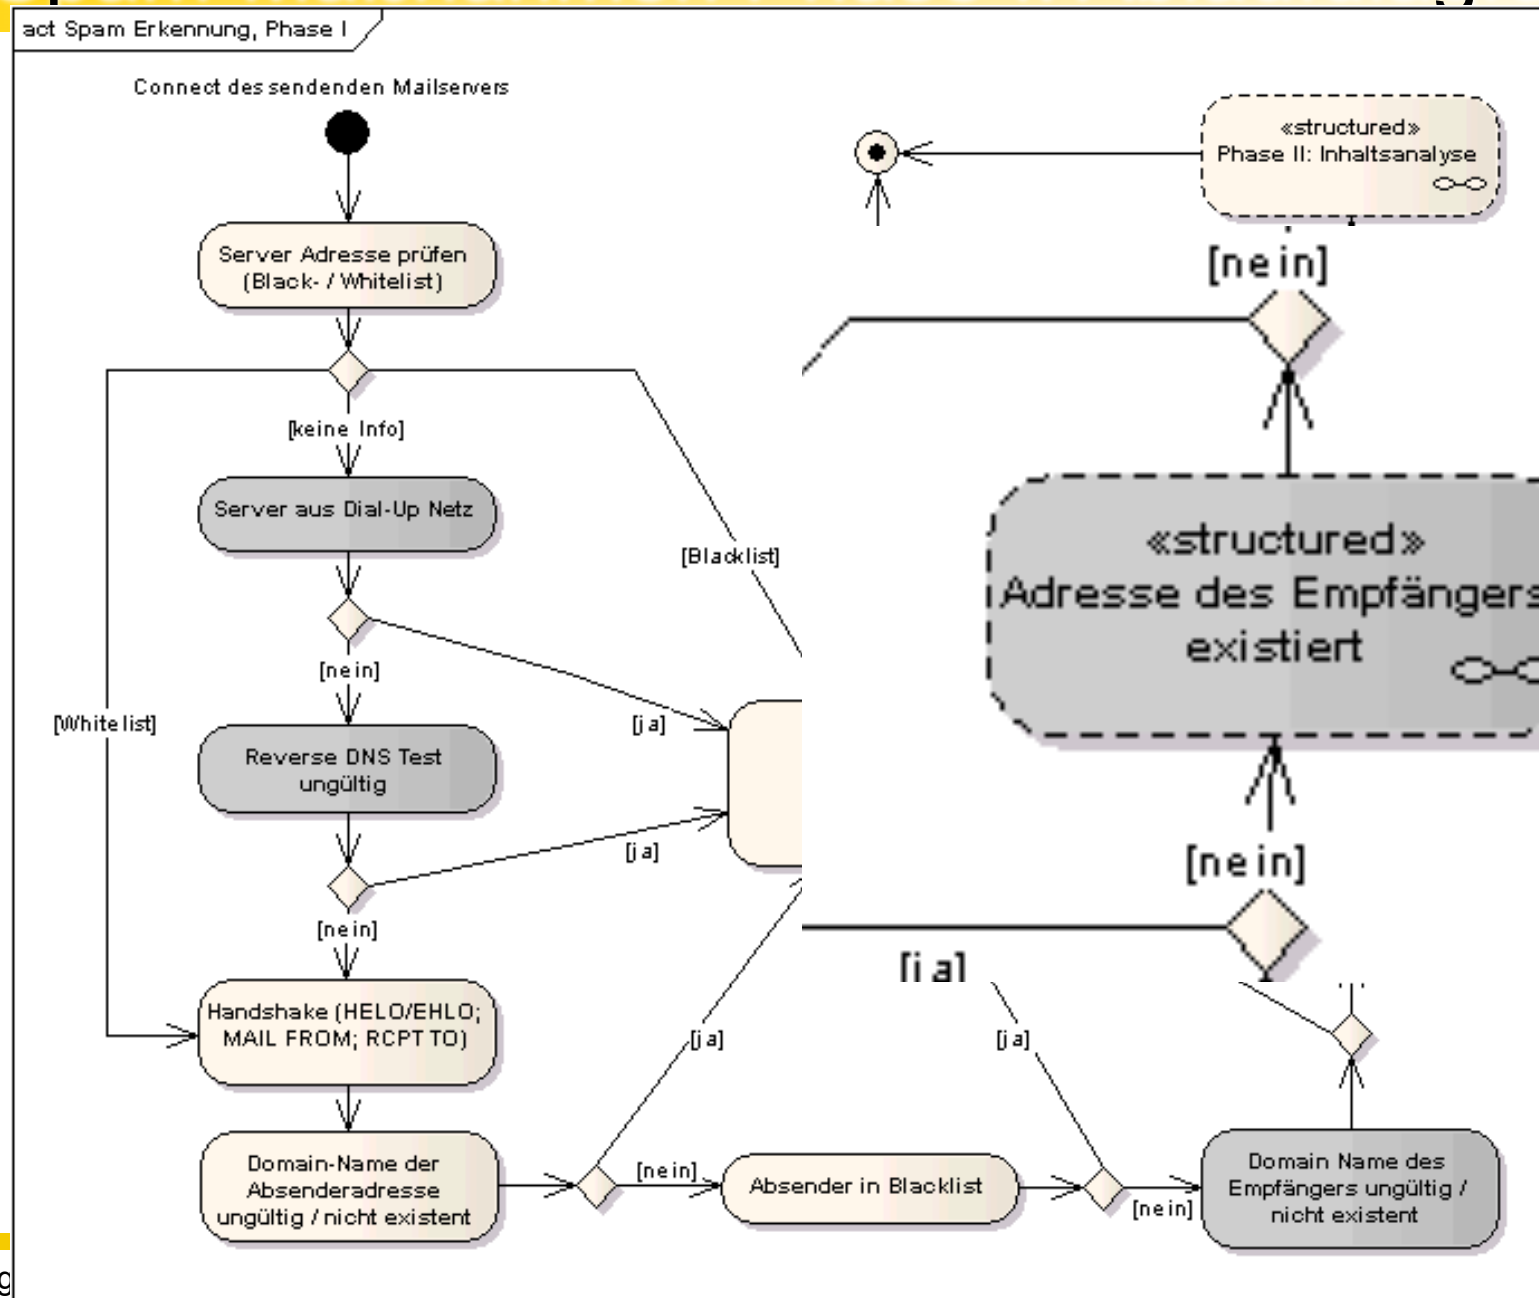 act Spam Erkennung, Phase I
Connect des sendenden Mailservers
«structured»
Phase II: Inhaltsanalyse
Server Adresse prüfen
(Black- / Whitelist)
[nein]
[keine Info]
Server aus Dial-Up Netz
[Blacklist]
«structured»
Adresse des Empfängers
existiert
[nein]
[Whitelist]
[ja]
Reverse DNS Test
ungültig
[ja]
[nein]
[nein]
[ja]
Handshake (HELO/EHLO;
MAIL FROM; RCPT TO)
[ja]
[ja]
Domain-Name der
Absenderadresse
ungültig / nicht existent
[nein]
Absender in Blacklist
[nein]
Domain Name des
Empfängers ungültig /
nicht existent